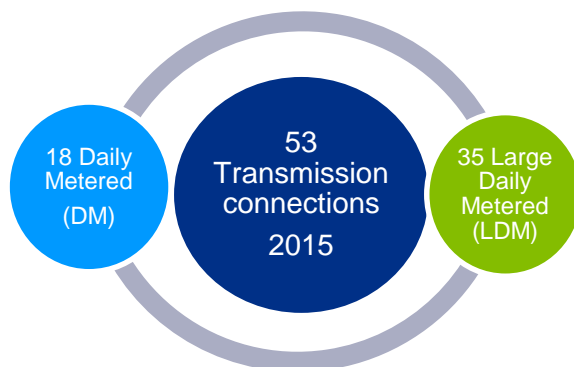 18 Daily
Metered
(DM)
53
Transmission
connections
2015
35 Large
Daily
Metered
(LDM)